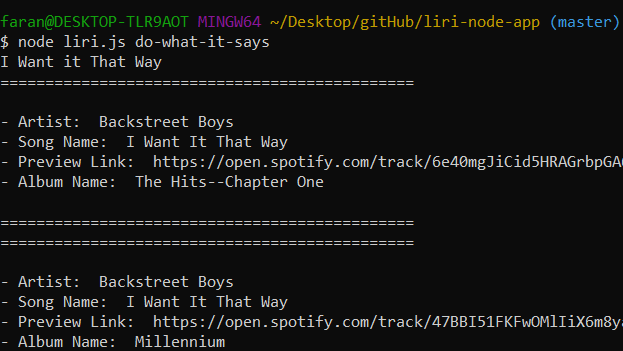 faran@DESKTOP-TLR9AOT MINGW64 ~/Desktop/gitHub/liri-node-app (master)
$ node liri.js do-what-it-says
I Want it That Way
==============================================
- Artist:  Backstreet Boys
- Song Name:  I Want It That Way
- Preview Link:  https://open.spotify.com/track/6e40mgJiCid5HRAGrbpGA
- Album Name:  The Hits--Chapter One
==============================================
==============================================
- Artist:  Backstreet Boys
- Song Name:  I Want It That Way
- Preview Link:  https://open.spotify.com/track/47BBI51FKFwOMlIiX6m8y
- Album Name:  Millennium